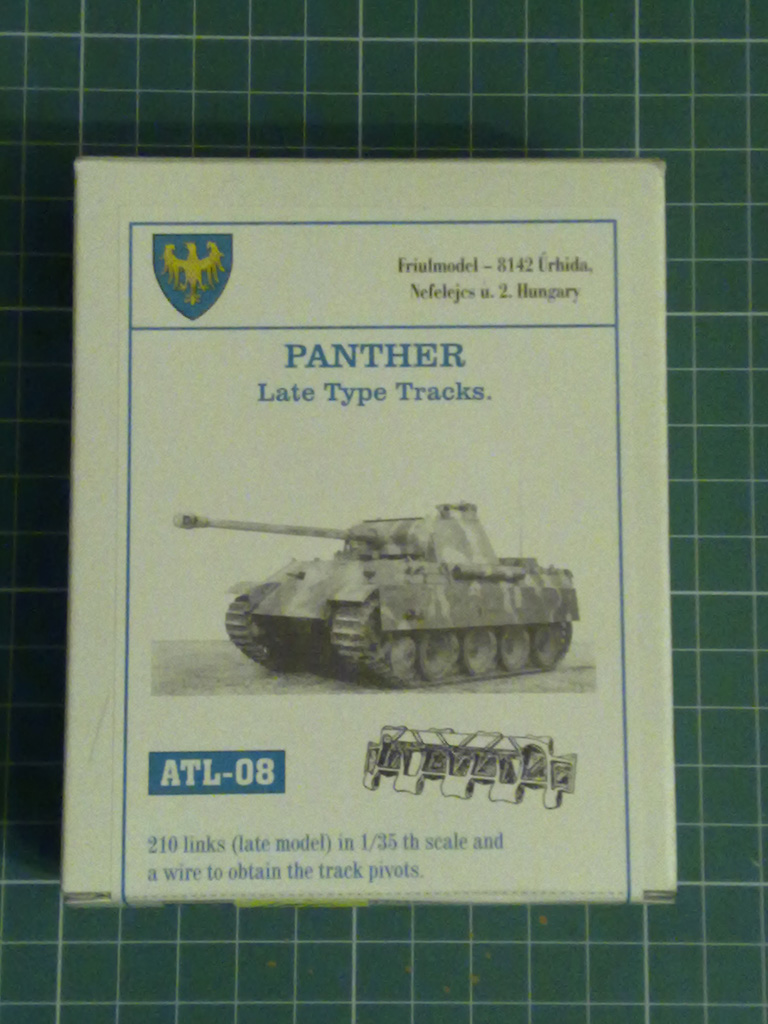 Friulmodel – 8142 Úrhida,
Nefelejcs u. 2. Hungary
PANTHER
Late Type Tracks.
ATL-08
210 links (late model) in 1/35 th scale and
a wire to obtain the track pivots.